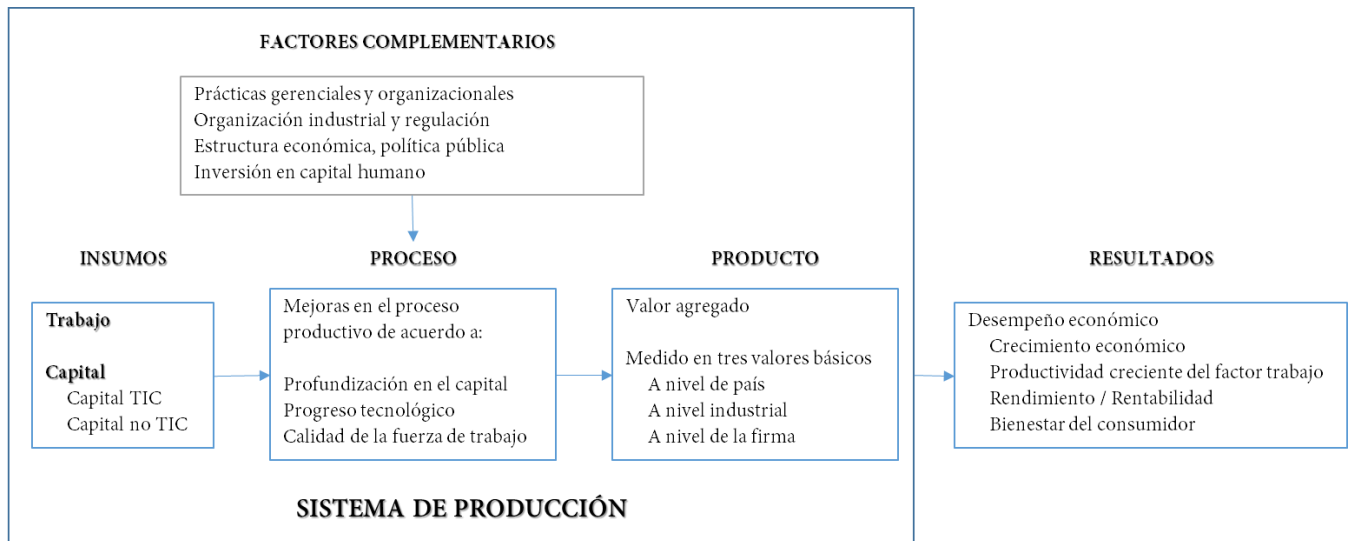 FACTORES COMPLEMENTARIOS
Prácticas gerenciales y organizacionales
Organización industrial y regulación
Estructura económica, política pública
Inversión en capital humano
INSUMOS
Trabajo
Capital
Capital TIC
Capital no TIC
PROCESO
Mejoras en el proceso
productivo de acuerdo a:
Profundización en el capital
Progreso tecnológico
Calidad de la fuerza de trabajo
PRODUCTO
Valor agregado
Medido en tres valores básicos
A nivel de país
A nivel industrial
A nivel de la firma
RESULTADOS
Desempeño económico
Crecimiento económico
Productividad creciente del factor trabajo
Rendimiento / Rentabilidad
Bienestar del consumidor
SISTEMA DE PRODUCCIÓN